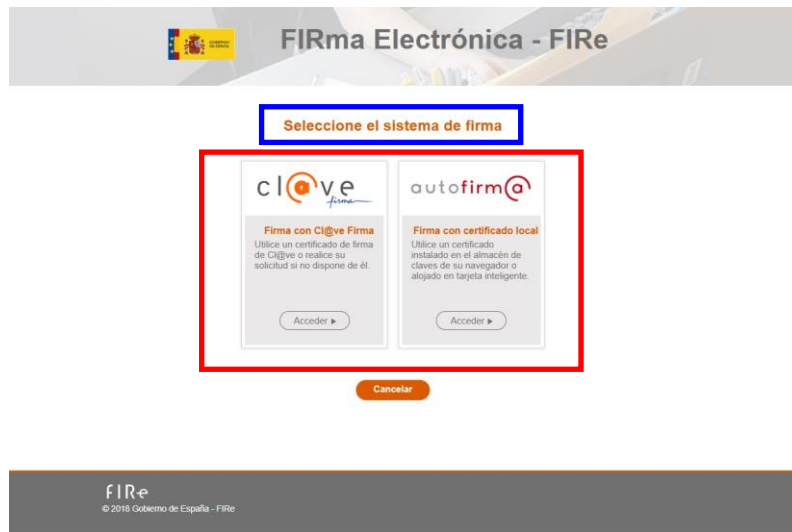 GOBIERNO DE ESPAÑA
FIRma Electrónica - FIRe
Seleccione el sistema de firma
cl@ve firma
autofirm@
Firma con Cl@ve Firma
Utilice un certificado de firma
de Cl@ve o realice su
solicitud si no dispone de él.
Acceder
Firma con certificado local
Utilice un certificado
instalado en el almacén de
claves de su navegador o
alojado en tarjeta inteligente.
Acceder
Cancelar
FIRe
© 2018 Gobierno de España - FIRe